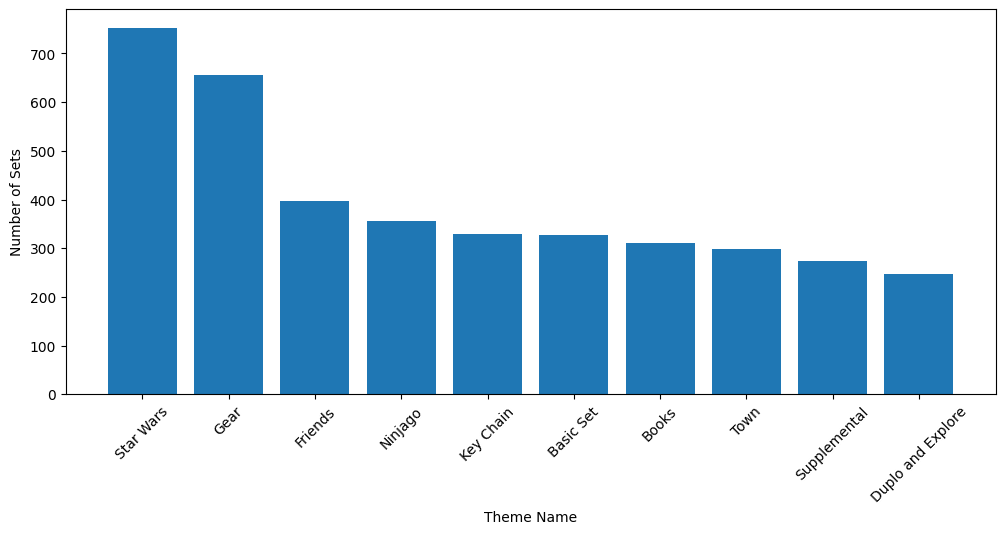 Number of Sets
700
600
500
400
300
200
100
0
Star Wars
Gear
Friends
Ninjago
Key Chain
Basic Set
Books
Town
Supplemental
Duplo and Explore
Theme Name